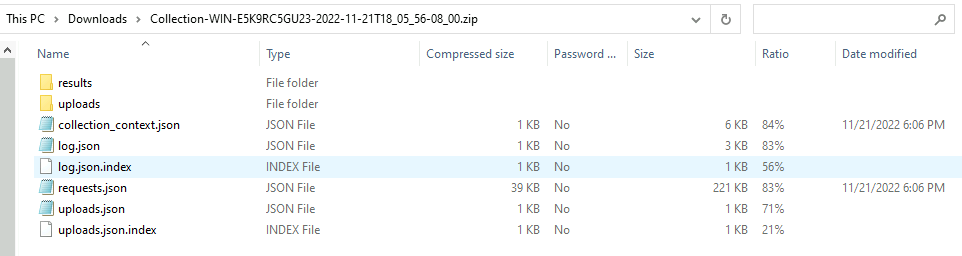 This PC > Downloads > Collection-WIN-E5K9RC5GU23-2022-11-21T18_05_56-08_00.zip
Name Type Compressed size Password ... Size Ratio Date modified
results File folder
uploads File folder
collection_context.json JSON File 1 KB No 6 KB 84% 11/21/2022 6:06 PM
log.json JSON File 1 KB No 3 KB 83%
log.json.index INDEX File 1 KB No 1 KB 56%
requests.json JSON File 39 KB No 221 KB 83% 11/21/2022 6:06 PM
uploads.json JSON File 1 KB No 1 KB 71%
uploads.json.index INDEX File 1 KB No 1 KB 21%